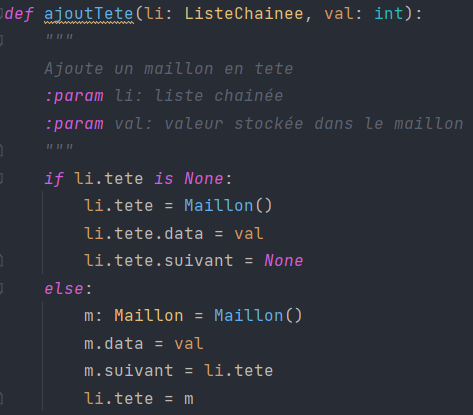 def ajoutTete(li: ListeChainee, val: int):
    """
    Ajoute un maillon en tete
    :param li: liste chainée
    :param val: valeur stockée dans le maillon
    """
    if li.tete is None:
        li.tete = Maillon()
        li.tete.data = val
        li.tete.suivant = None
    else:
        m: Maillon = Maillon()
        m.data = val
        m.suivant = li.tete
        li.tete = m